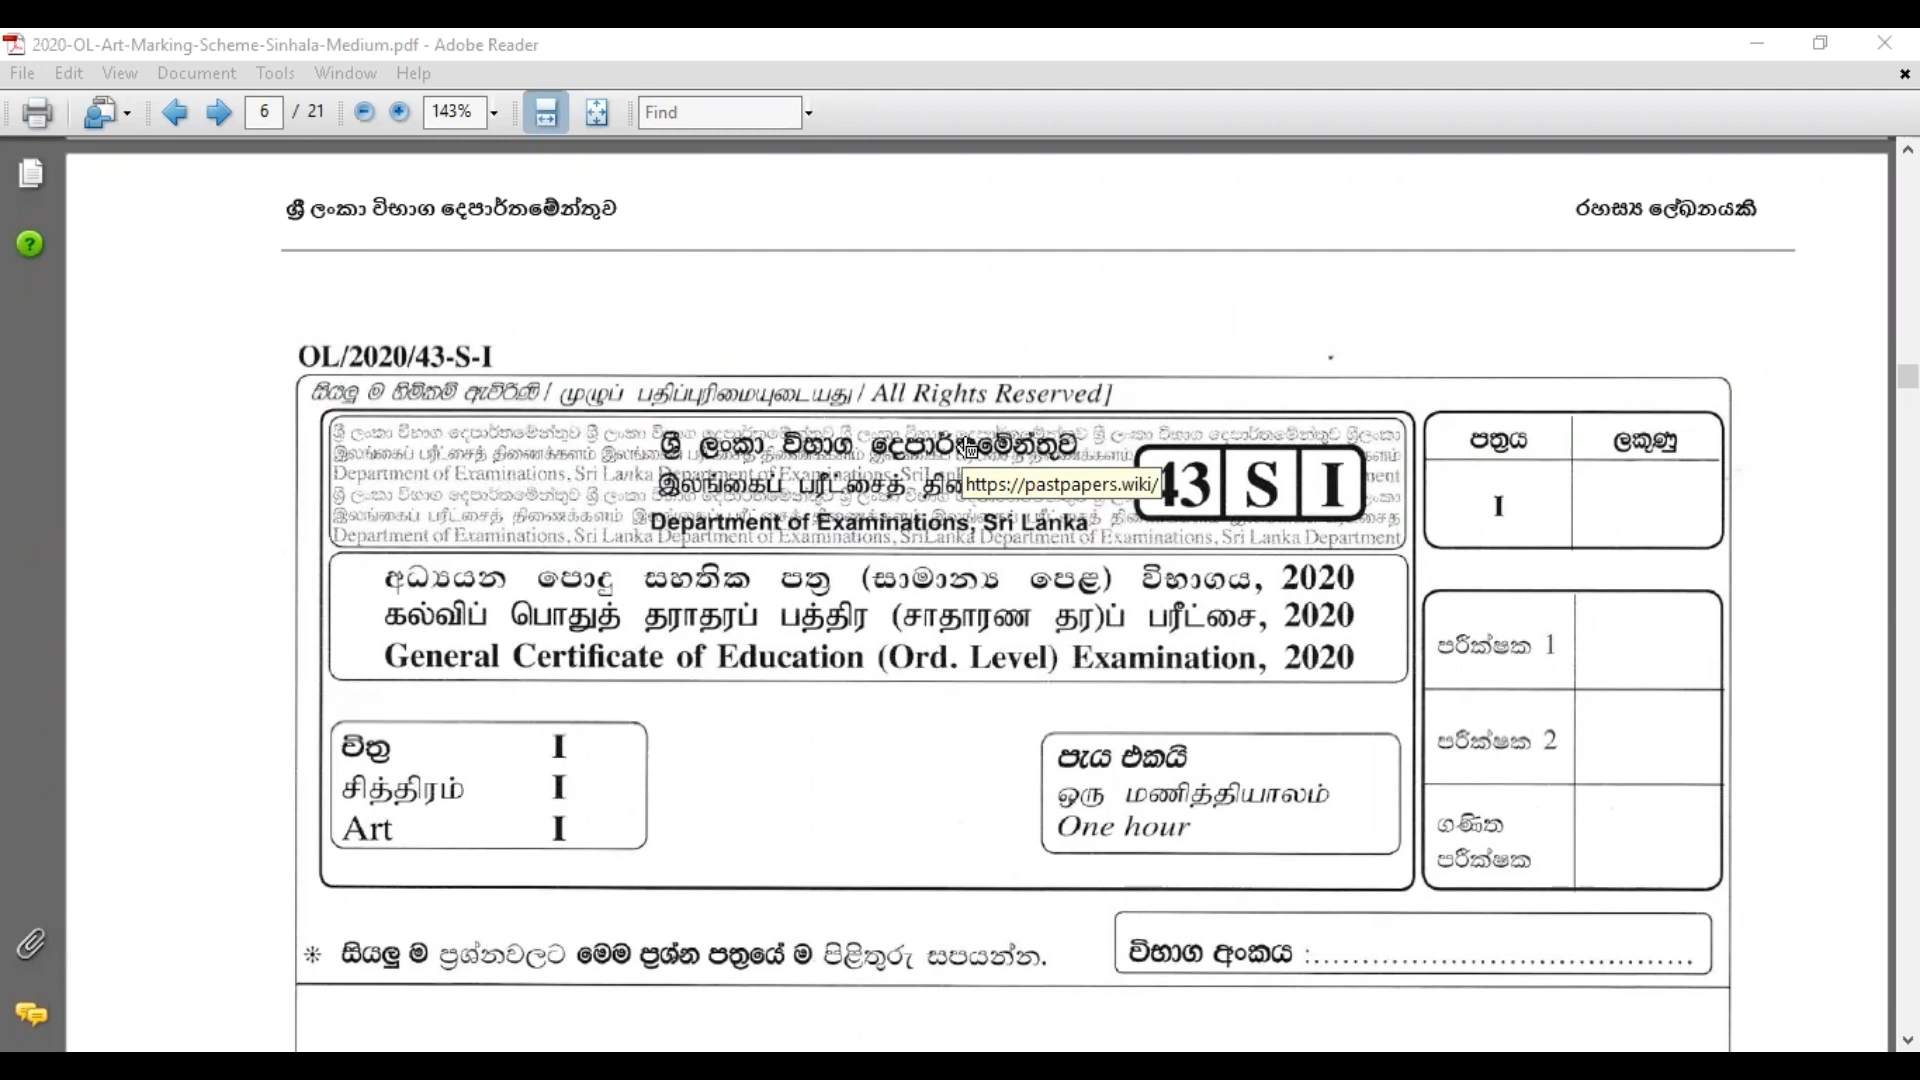 2020-OL-Art-Marking-Scheme-Sinhala-Medium.pdf - Adobe Reader
File Edit View Document Tools Window Help
6 / 21 143% Find
ශ්‍රී ලංකා විභාග දෙපාර්තමේන්තුව රහස්‍ය ලේඛනයකි
OL/2020/43-S-I
සියලු ම හිමිකම් ඇවිරිණි / முழுப் பதிப்புரிமையுடையது / All Rights Reserved]
ශ්‍රී ලංකා විභාග දෙපාර්තමේන්තුව
இலங்கைப் பரீட்சைத்
https://pastpapers.wiki/
Department of Examinations, Sri Lanka
43 S I
පත්‍රය ලකුණු
I
අධ්‍යයන පොදු සහතික පත්‍ර (සාමාන්‍ය පෙළ) විභාගය, 2020
கல்விப் பொதுத் தராதரப் பத்திர (சாதாரண தர)ப் பரீட்சை, 2020
General Certificate of Education (Ord. Level) Examination, 2020
පරීක්ෂක 1
පරීක්ෂක 2
ගණිත
පරීක්ෂක
චිත්‍ර I
சித்திரம் I
Art I
පැය එකයි
ஒரு மணித்தியாலம்
One hour
✳ සියලු ම ප්‍රශ්නවලට මෙම ප්‍රශ්න පත්‍රයේ ම පිළිතුරු සපයන්න.
විභාග අංකය :........................................